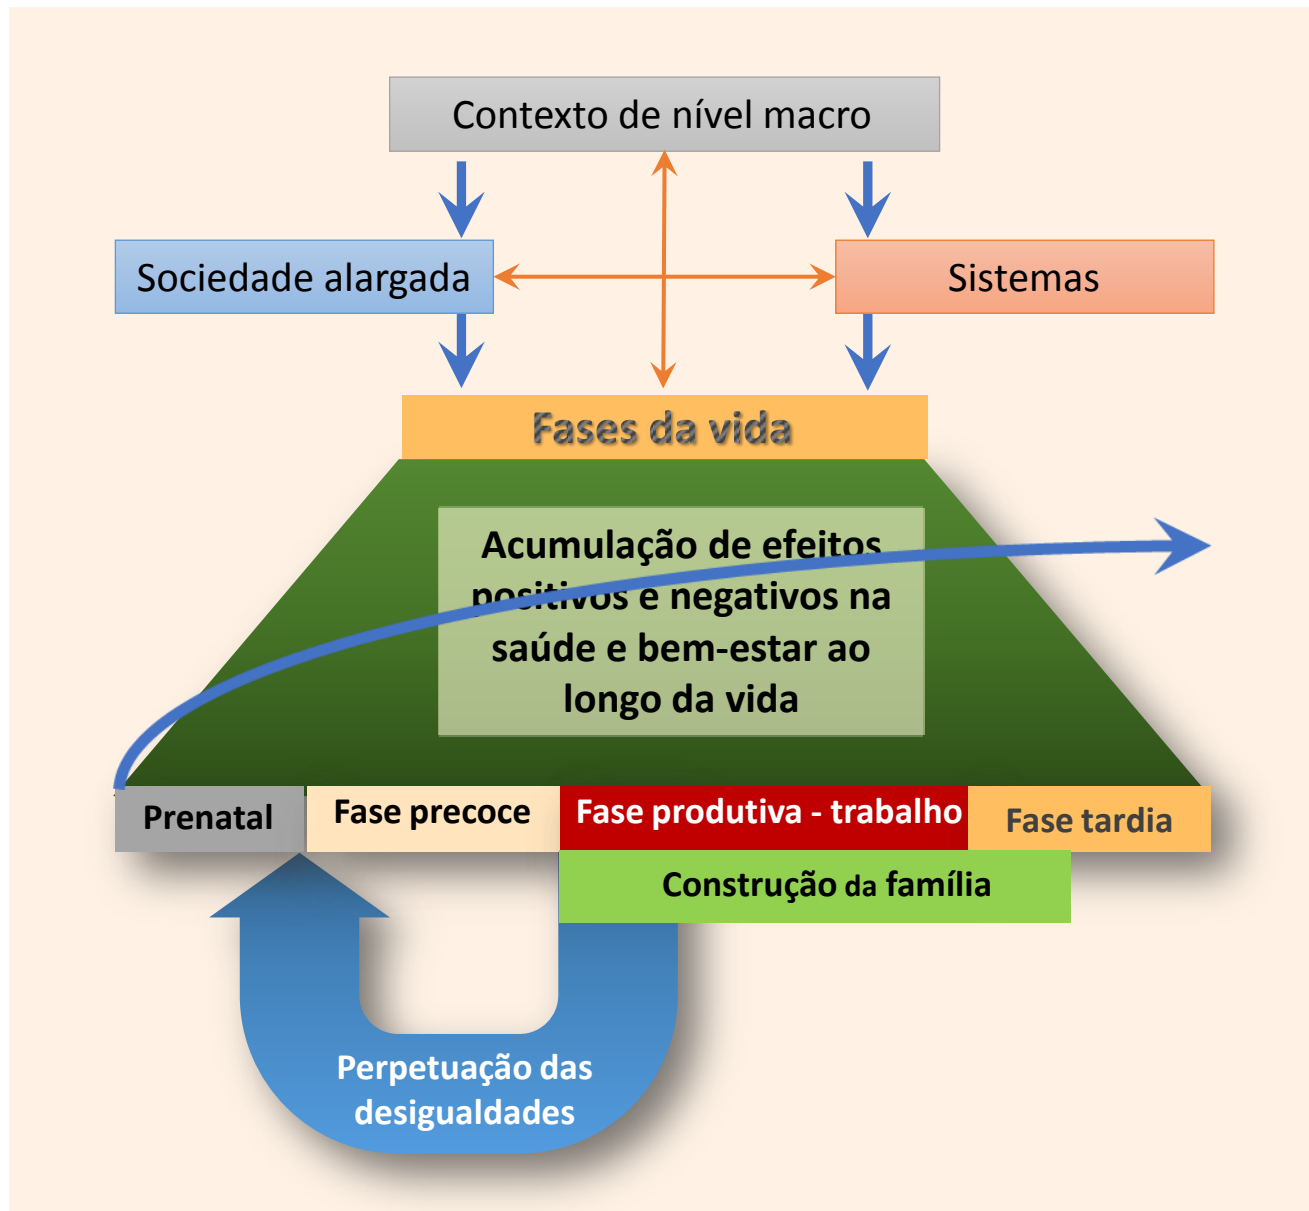 Contexto de nível macro
Sociedade alargada
Sistemas
Fases da vida
Acumulação de efeitos
positivos e negativos na
saúde e bem-estar ao
longo da vida
Prenatal
Fase precoce
Fase produtiva - trabalho
Fase tardia
Construção da família
Perpetuação das
desigualdades